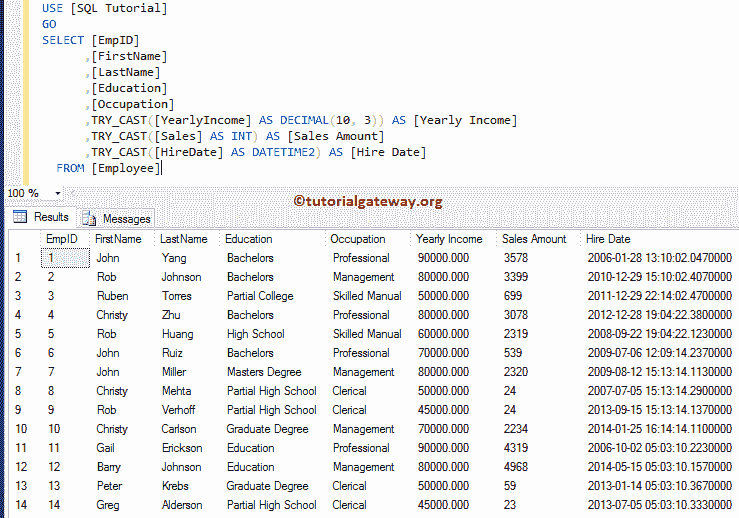 USE [SQL Tutorial]
GO
SELECT [EmpID]
,[FirstName]
,[LastName]
,[Education]
,[Occupation]
,TRY_CAST([YearlyIncome] AS DECIMAL(10, 3)) AS [Yearly Income]
,TRY_CAST([Sales] AS INT) AS [Sales Amount]
,TRY_CAST([HireDate] AS DATETIME2) AS [Hire Date]
FROM [Employee]
100 %
©tutorialgateway.org
Results Messages
EmpID FirstName LastName Education Occupation Yearly Income Sales Amount Hire Date
1 1 John Yang Bachelors Professional 90000.000 3578 2006-01-28 13:10:02.0470000
2 2 Rob Johnson Bachelors Management 80000.000 3399 2010-12-29 15:10:02.4070000
3 3 Ruben Torres Partial College Skilled Manual 50000.000 699 2011-12-29 22:14:02.4700000
4 4 Christy Zhu Bachelors Professional 80000.000 3078 2012-12-28 19:04:22.3800000
5 5 Rob Huang High School Skilled Manual 60000.000 2319 2008-09-22 19:04:22.1230000
6 6 John Ruiz Bachelors Professional 70000.000 539 2009-07-06 12:09:14.2370000
7 7 John Miller Masters Degree Management 80000.000 2320 2009-08-12 15:13:14.1130000
8 8 Christy Mehta Partial High School Clerical 50000.000 24 2007-07-05 15:13:14.2900000
9 9 Rob Verhoff Partial High School Clerical 45000.000 24 2013-09-15 15:13:14.1370000
10 10 Christy Carlson Graduate Degree Management 70000.000 2234 2014-01-25 16:14:14.1100000
11 11 Gail Erickson Education Professional 90000.000 4319 2006-10-02 05:03:10.2230000
12 12 Barry Johnson Education Management 80000.000 4968 2014-05-15 05:03:10.1570000
13 13 Peter Krebs Graduate Degree Clerical 50000.000 59 2013-01-14 05:03:10.3670000
14 14 Greg Alderson Partial High School Clerical 45000.000 23 2013-07-05 05:03:10.3330000